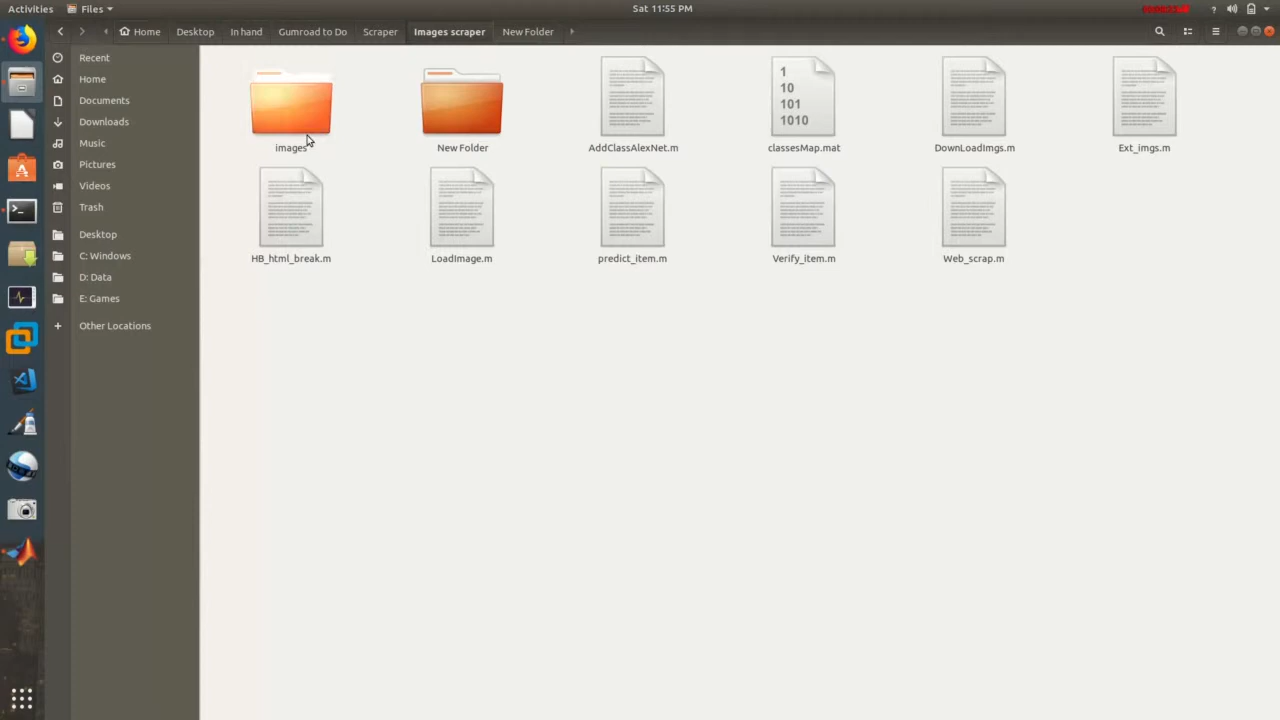 Activities Files Sat 11:55 PM
Home Desktop In hand Gumroad to Do Scraper Images scraper New Folder
Recent
Home
Documents
Downloads
Music
Pictures
Videos
Trash
Desktop
C: Windows
D: Data
E: Games
Other Locations
images New Folder AddClassAlexNet.m classesMap.mat DownLoadImgs.m Ext_imgs.m
1
10
101
1010
HB_html_break.m LoadImage.m predict_item.m Verify_item.m Web_scrap.m